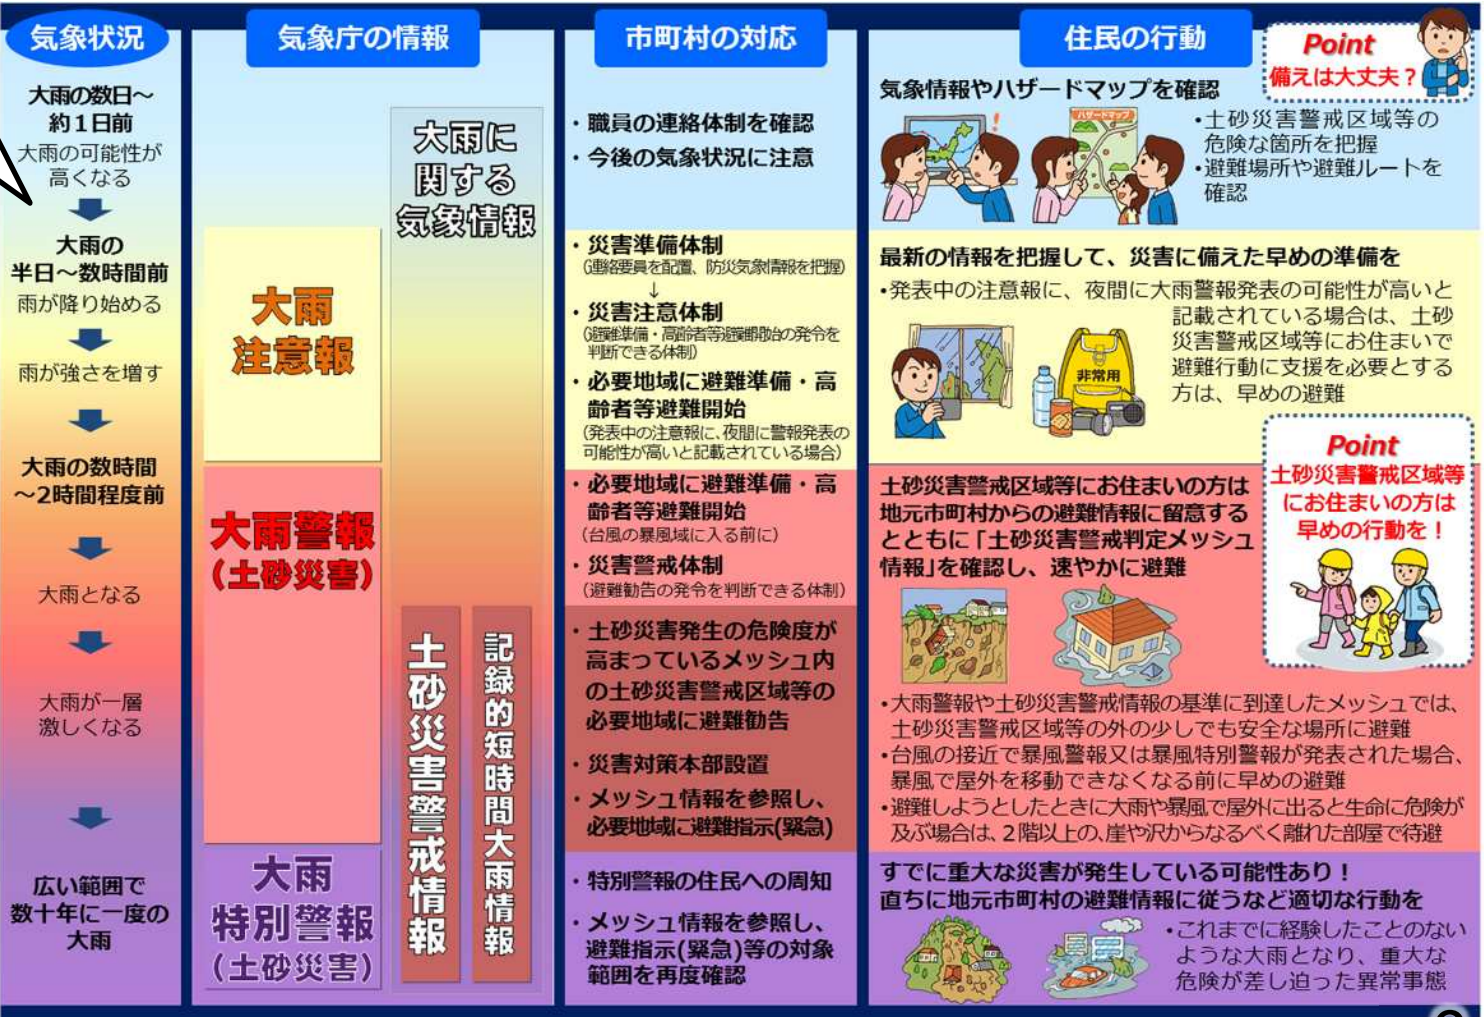 気象状況
気象庁の情報
市町村の対応
住民の行動
Point
備えは大丈夫？
大雨の数日～
約１日前
大雨の可能性が
高くなる
大雨の
半日～数時間前
雨が降り始める
雨が強さを増す
大雨の数時間
～2時間程度前
大雨となる
大雨が一層
激しくなる
広い範囲で
数十年に一度の
大雨
大雨に
関する
気象情報
大雨
注意報
大雨警報
（土砂災害）
大雨
特別警報
（土砂災害）
土砂災害警戒情報
記録的短時間大雨情報
・職員の連絡体制を確認
・今後の気象状況に注意
・災害準備体制
（連絡要員を配置、防災気象情報を把握）
↓
・災害注意体制
（避難準備・高齢者等避難開始の発令を
判断できる体制）
・必要地域に避難準備・高
齢者等避難開始
（発表中の注意報に、夜間に警報発表の
可能性が高いと記載されている場合）
・必要地域に避難準備・高
齢者等避難開始
（台風の暴風域に入る前に）
・災害警戒体制
（避難勧告の発令を判断できる体制）
・土砂災害発生の危険度が
高まっているメッシュ内
の土砂災害警戒区域等の
必要地域に避難勧告
・災害対策本部設置
・メッシュ情報を参照し、
必要地域に避難指示(緊急)
・特別警報の住民への周知
・メッシュ情報を参照し、
避難指示(緊急)等の対象
範囲を再度確認
気象情報やハザードマップを確認
ハザードマップ
・土砂災害警戒区域等の
危険な箇所を把握
・避難場所や避難ルートを
確認
最新の情報を把握して、災害に備えた早めの準備を
・発表中の注意報に、夜間に大雨警報発表の可能性が高いと
記載されている場合は、土砂
災害警戒区域等にお住まいで
避難行動に支援を必要とする
方は、早めの避難
非常用
土砂災害警戒区域等にお住まいの方は
地元市町村からの避難情報に留意する
とともに「土砂災害警戒判定メッシュ
情報」を確認し、速やかに避難
Point
土砂災害警戒区域等
にお住まいの方は
早めの行動を！
・大雨警報や土砂災害警戒情報の基準に到達したメッシュでは、
土砂災害警戒区域等の外の少しでも安全な場所に避難
・台風の接近で暴風警報又は暴風特別警報が発表された場合、
暴風で屋外を移動できなくなる前に早めの避難
・避難しようとしたときに大雨や暴風で屋外に出ると生命に危険が
及ぶ場合は、２階以上の、崖や沢からなるべく離れた部屋で待避
すでに重大な災害が発生している可能性あり！
直ちに地元市町村の避難情報に従うなど適切な行動を
・これまでに経験したことのない
ような大雨となり、重大な
危険が差し迫った異常事態